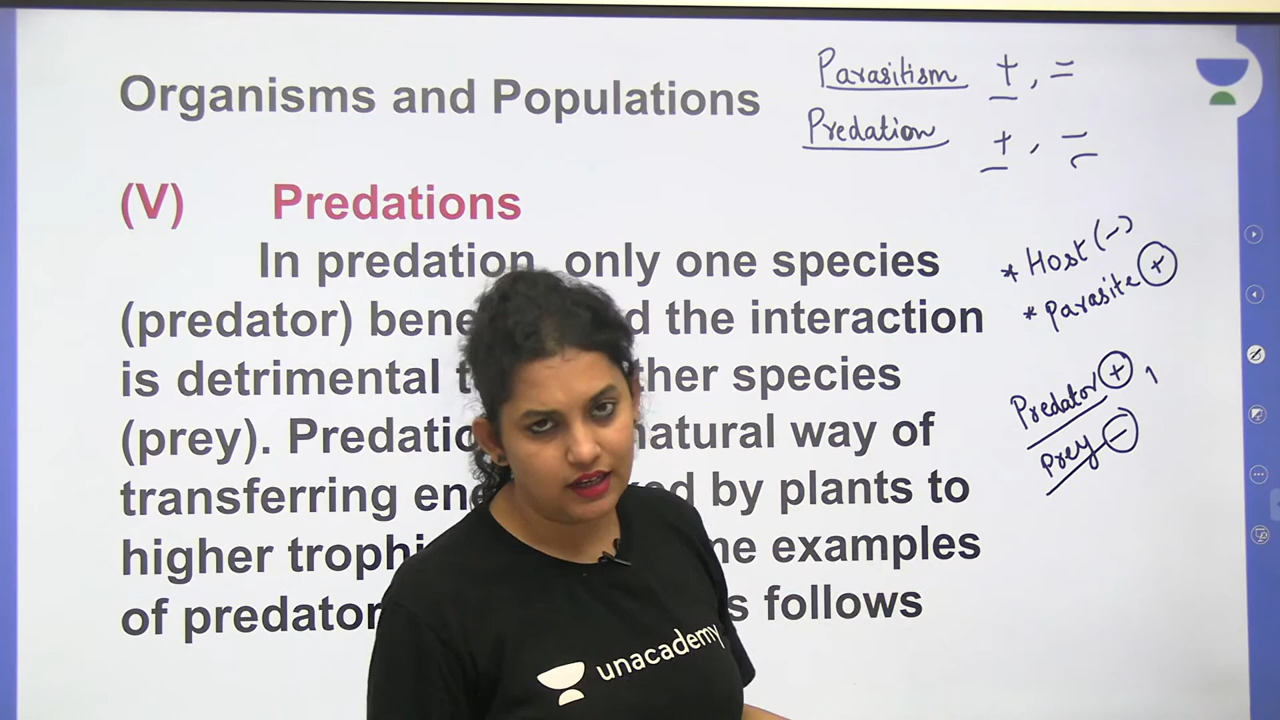 Organisms and Populations
Parasitism +, =
Predation +, -
(V) Predations
In predation, only one species
(predator) bene d the interaction
is detrimental t ther species
(prey). Predatio natural way of
transferring ene ed by plants to
higher trophi me examples
of predator s follows
* Host (-)
* Parasite +
Predator +
Prey -
unacademy